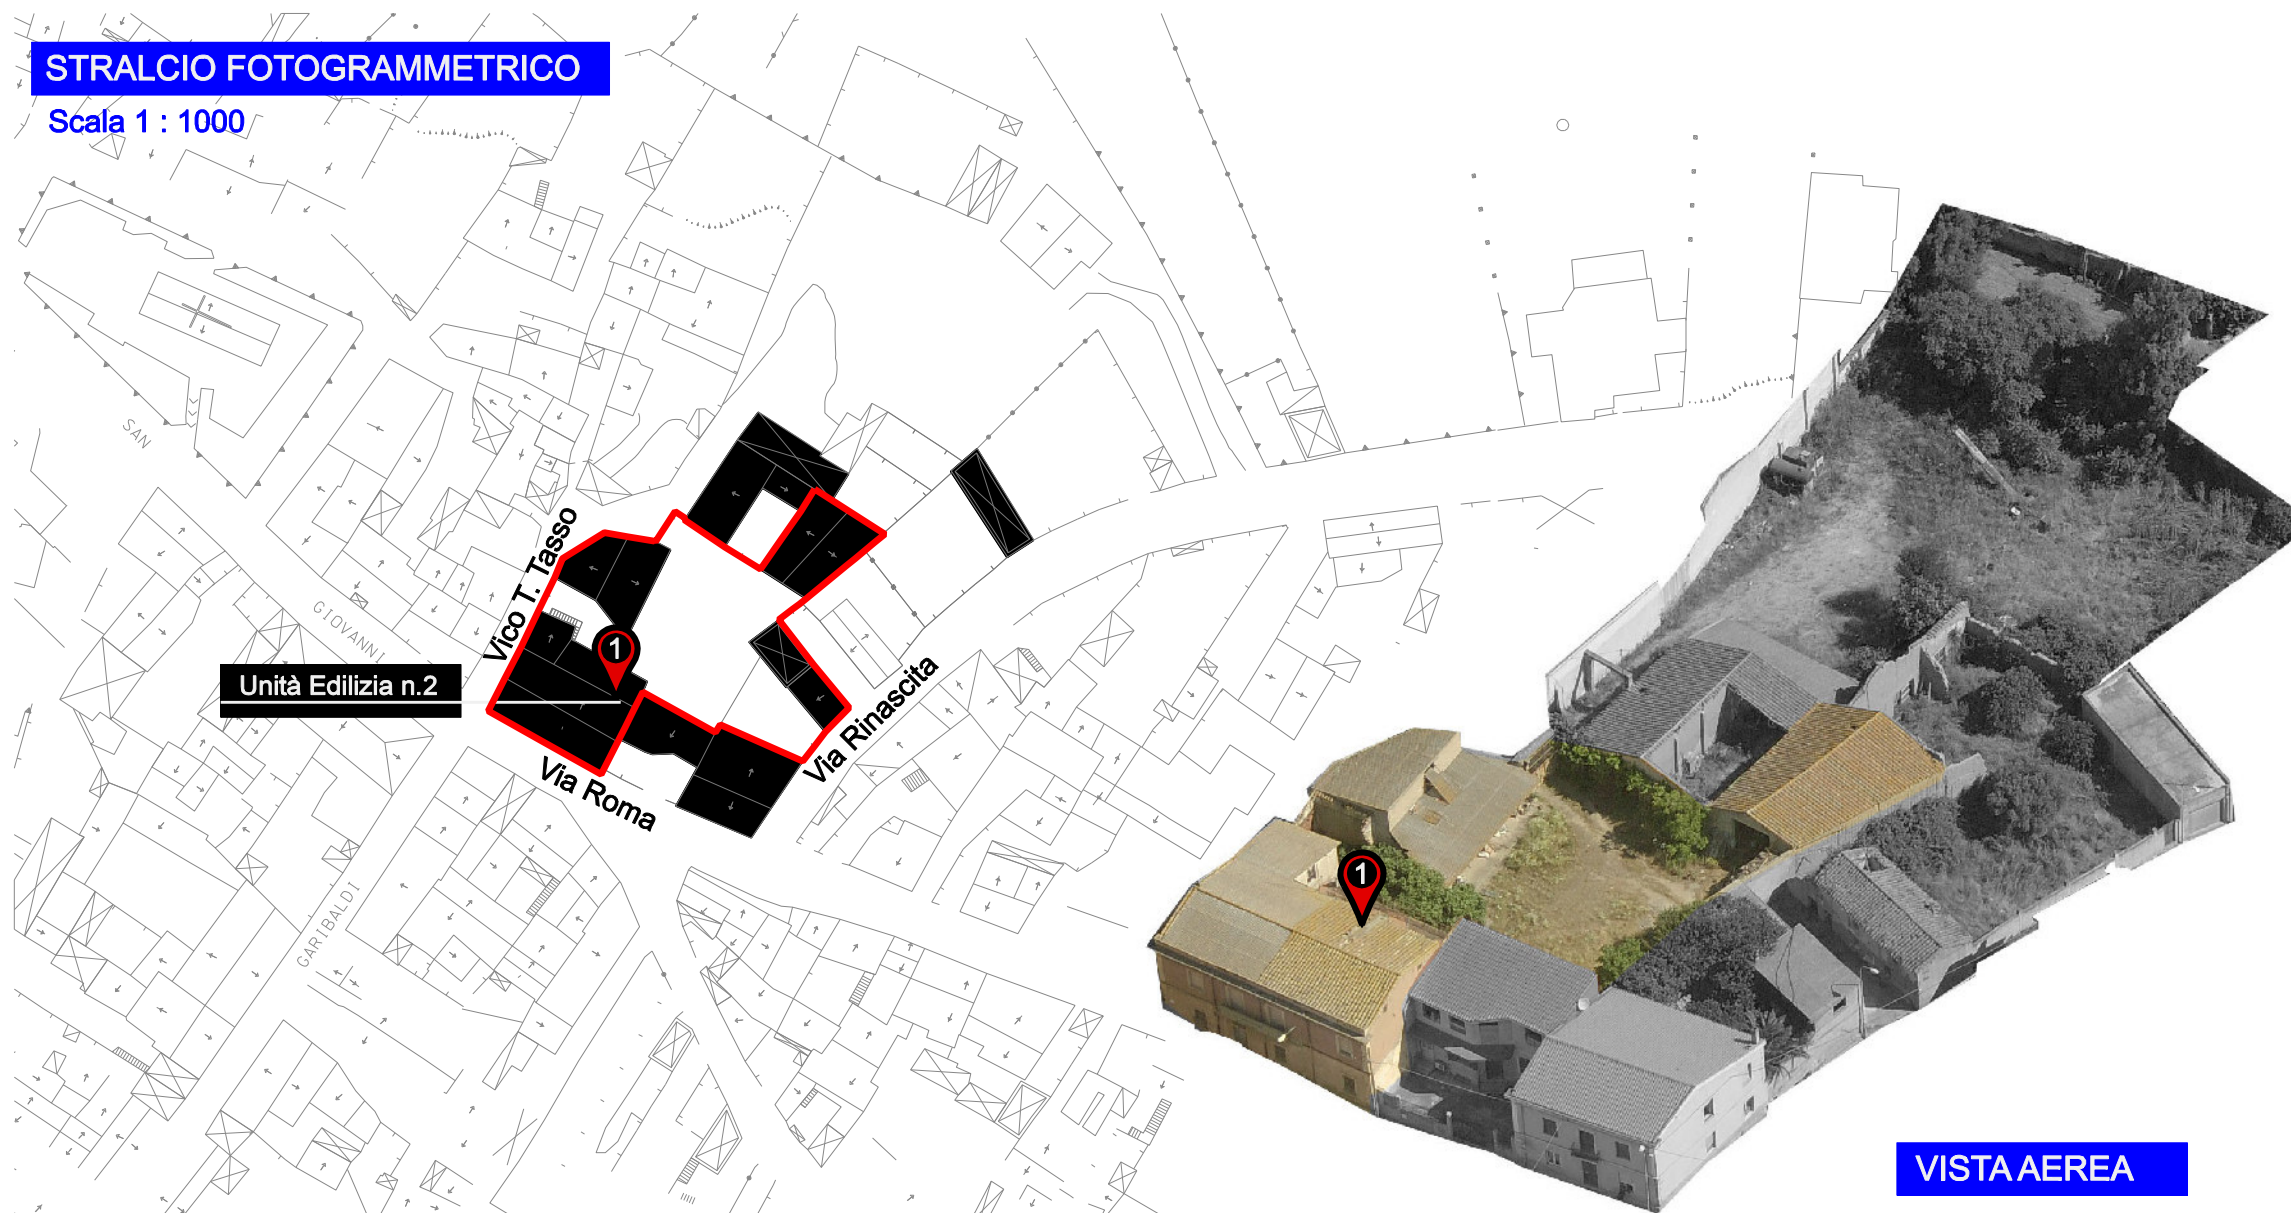 STRALCIO FOTOGRAMMETRICO
Scala 1 : 1000
SAN
GIOVANNI
Vico T. Tasso
1
Unità Edilizia n.2
Via Rinascita
Via Roma
GARIBALDI
1
VISTA AEREA